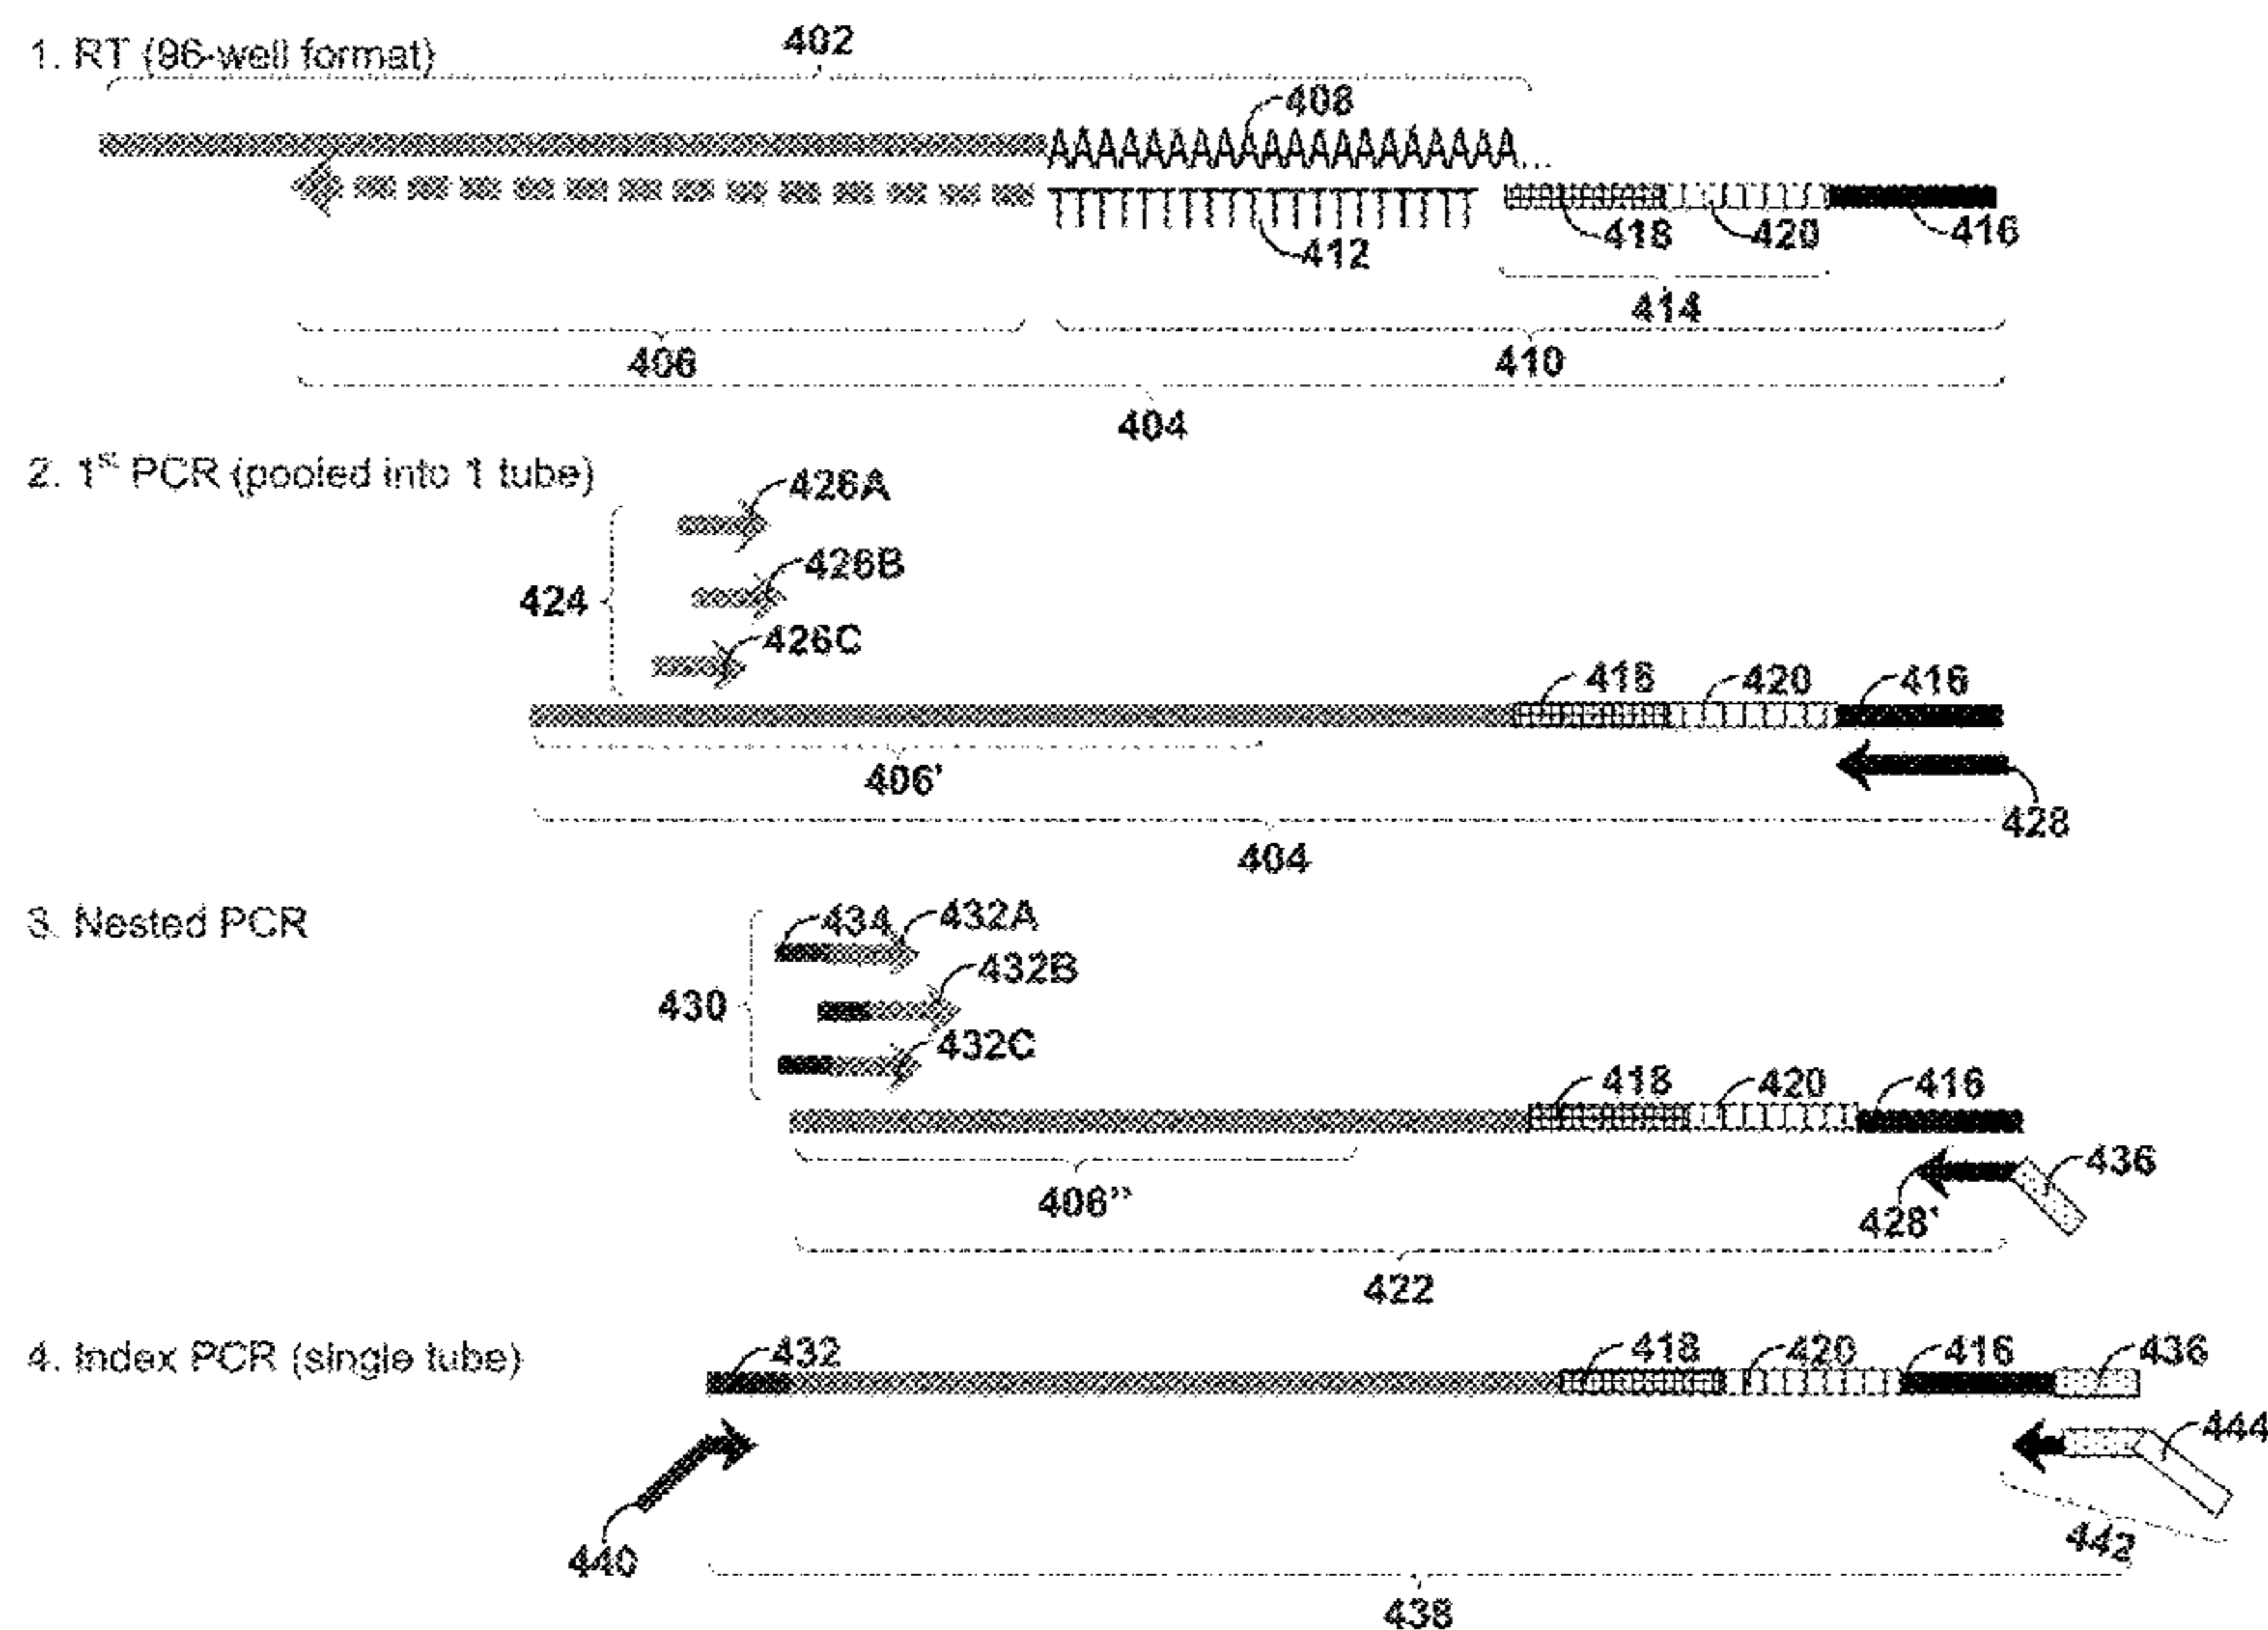 1. RT (96-well format)
402
408
AAAAAAAAAAAAAAAAAAAA...
TTTTTTTTTTTTTTTTTTTT
412
418
420
416
414
406
410
404
2. 1st PCR (pooled into 1 tube)
426A
426B
424
426C
418
420
416
406'
428
404
3. Nested PCR
434
432A
432B
430
432C
418
420
416
436
406"
428'
422
4. Index PCR (single tube)
432
418
420
416
436
444
440
442
438